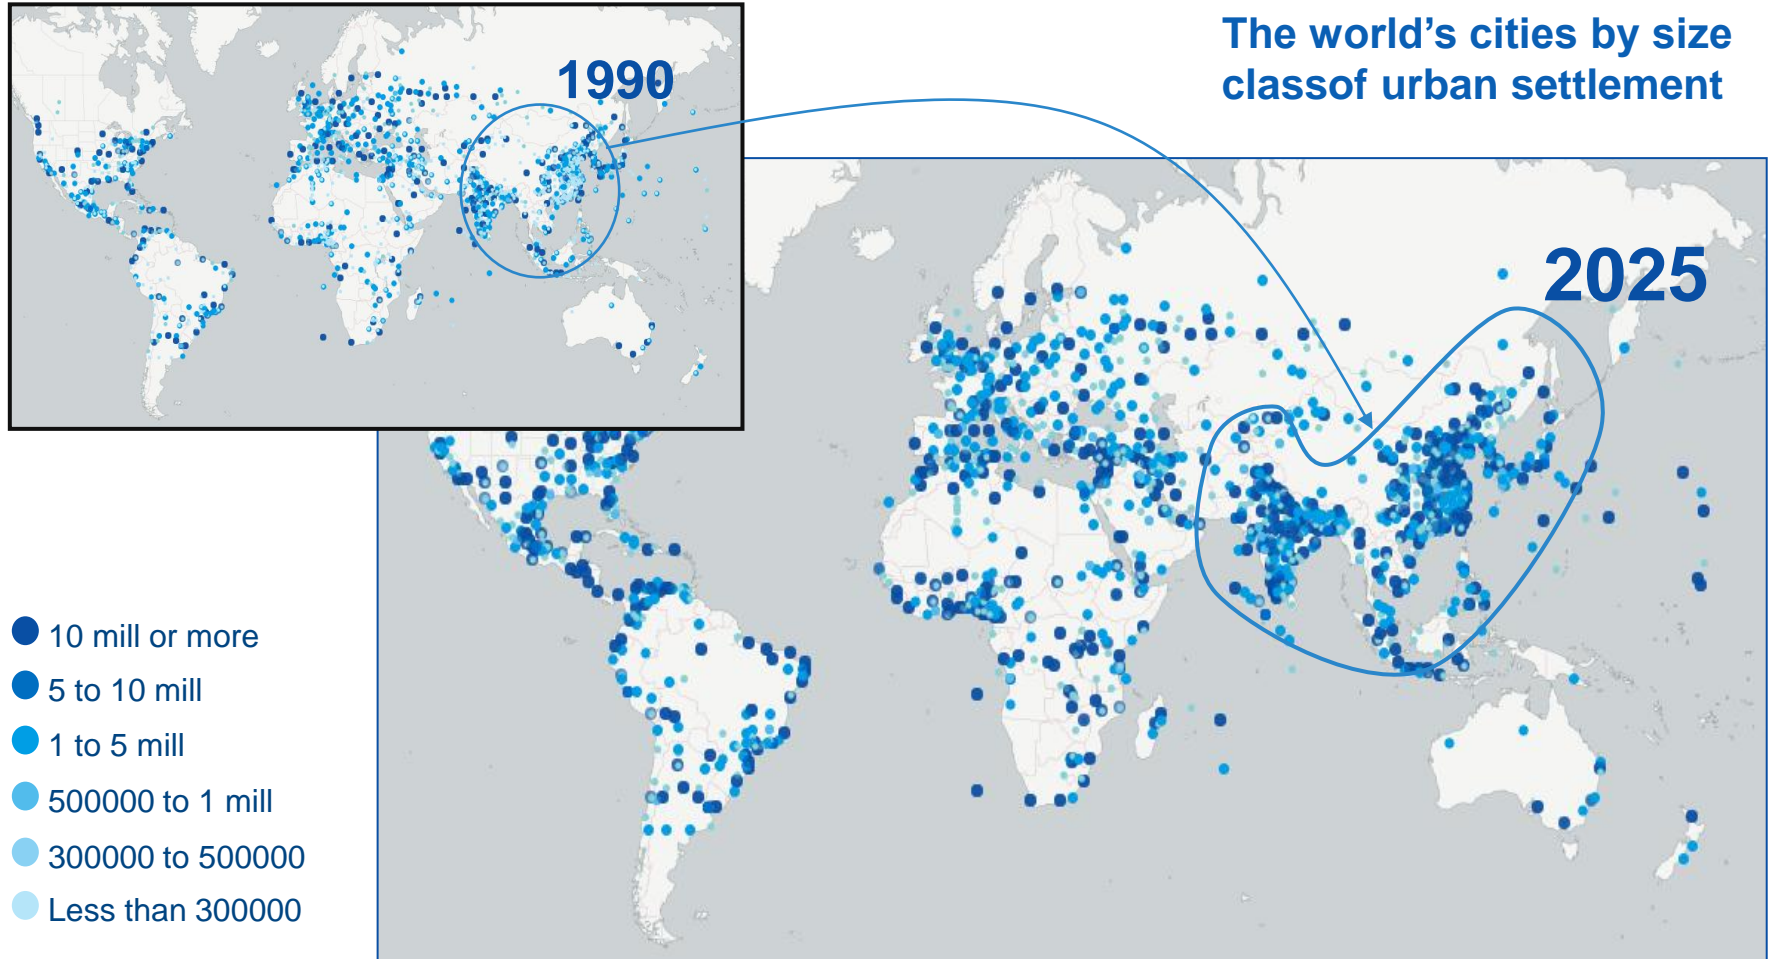 The world’s cities by size
classof urban settlement
1990
2025
10 mill or more
5 to 10 mill
1 to 5 mill
500000 to 1 mill
300000 to 500000
Less than 300000